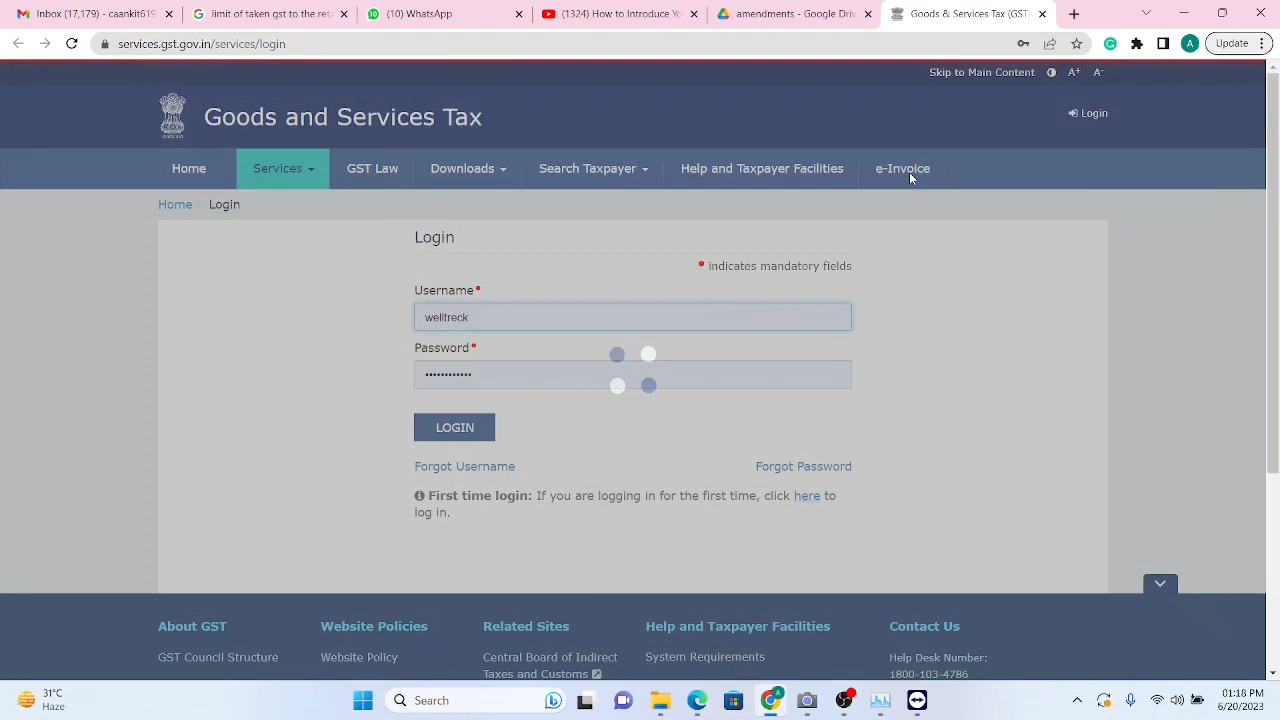 Inbox (17,179) - cankit619
limit of taken gst to the reta
(10) WhatsApp
(1324) How to Introduce Yo
amendments - Google Driv
Goods & Services Tax (GST)
services.gst.gov.in/services/login
A
Update
Skip to Main Content A+ A-
Goods and Services Tax
Login
Home
Services
GST Law
Downloads
Search Taxpayer
Help and Taxpayer Facilities
e-Invoice
Home
Login
Login
• indicates mandatory fields
Username•
welltreck
Password•
••••••••••••
LOGIN
Forgot Username
Forgot Password
First time login: If you are logging in for the first time, click here to
log in.
About GST
Website Policies
Related Sites
Help and Taxpayer Facilities
Contact Us
GST Council Structure
Website Policy
Central Board of Indirect
Taxes and Customs
System Requirements
Help Desk Number:
1800-103-4786
31°C
Haze
Search
01:18 PM
6/20/2023